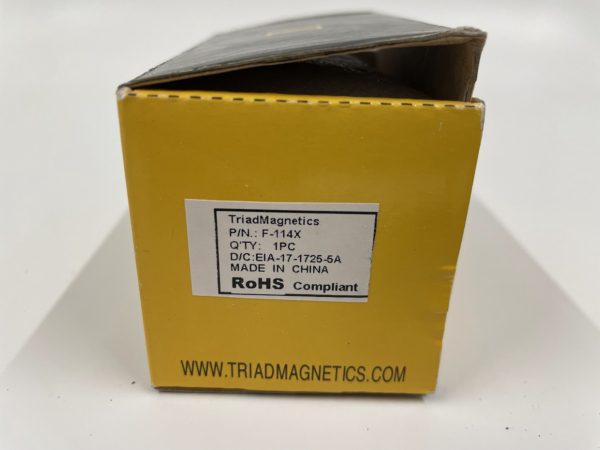 TriadMagnetics
P/N.: F-114X
Q'TY: 1PC
D/C:EIA-17-1725-5A
MADE IN CHINA
RoHS Compliant
WWW.TRIADMAGNETICS.COM